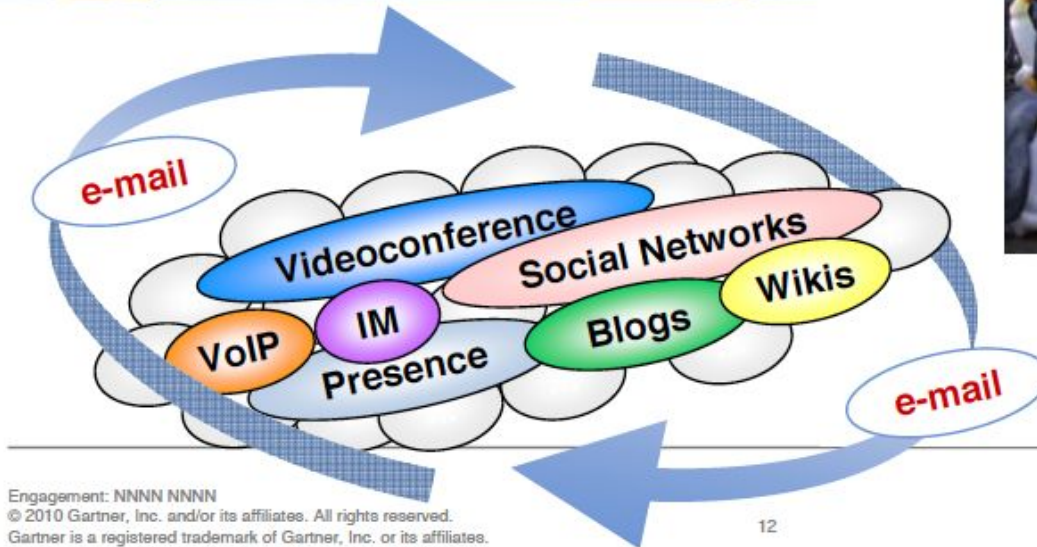 e-mail
Videoconference
Social Networks
Wikis
IM
Blogs
VoIP
Presence
e-mail
Engagement: NNNN NNNN
© 2010 Gartner, Inc. and/or its affiliates. All rights reserved.
Gartner is a registered trademark of Gartner, Inc. or its affiliates.
12